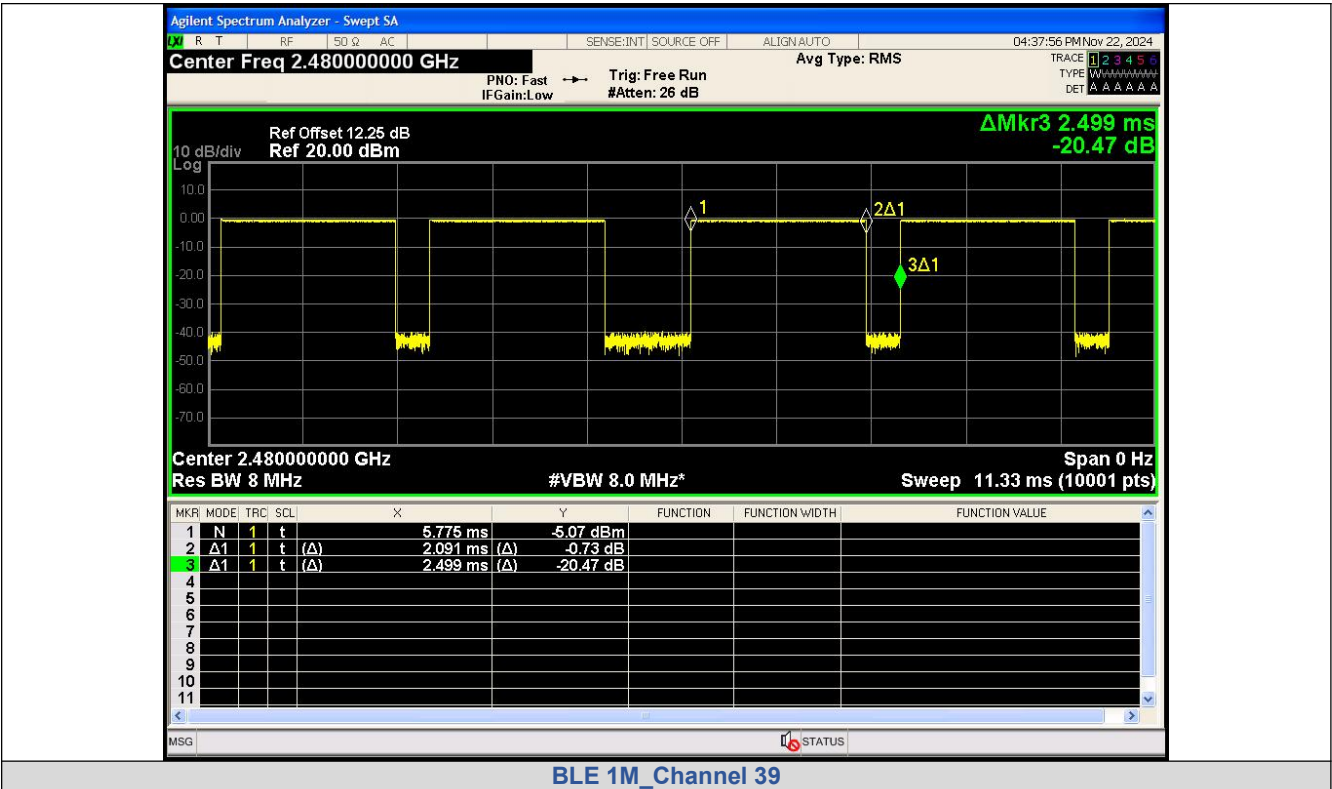 Agilent Spectrum Analyzer - Swept SA
LXI R T RF 50 Ω AC SENSE:INT SOURCE OFF ALIGN AUTO 04:37:56 PM Nov 22, 2024
Center Freq 2.480000000 GHz Avg Type: RMS TRACE 1 2 3 4 5 6
PNO: Fast Trig: Free Run TYPE W
IFGain:Low #Atten: 26 dB DET A A A A A A
ΔMkr3 2.499 ms
Ref Offset 12.25 dB
10 dB/div Ref 20.00 dBm -20.47 dB
Log
10.0
0.00
-10.0
-20.0
-30.0
-40.0
-50.0
-60.0
-70.0
1
2Δ1
3Δ1
Center 2.480000000 GHz Span 0 Hz
Res BW 8 MHz #VBW 8.0 MHz* Sweep 11.33 ms (10001 pts)
MKR MODE TRC SCL X Y FUNCTION FUNCTION WIDTH FUNCTION VALUE
1 N 1 t 5.775 ms -5.07 dBm
2 Δ1 1 t (Δ) 2.091 ms (Δ) -0.73 dB
3 Δ1 1 t (Δ) 2.499 ms (Δ) -20.47 dB
4
5
6
7
8
9
10
11
MSG STATUS
BLE 1M_Channel 39